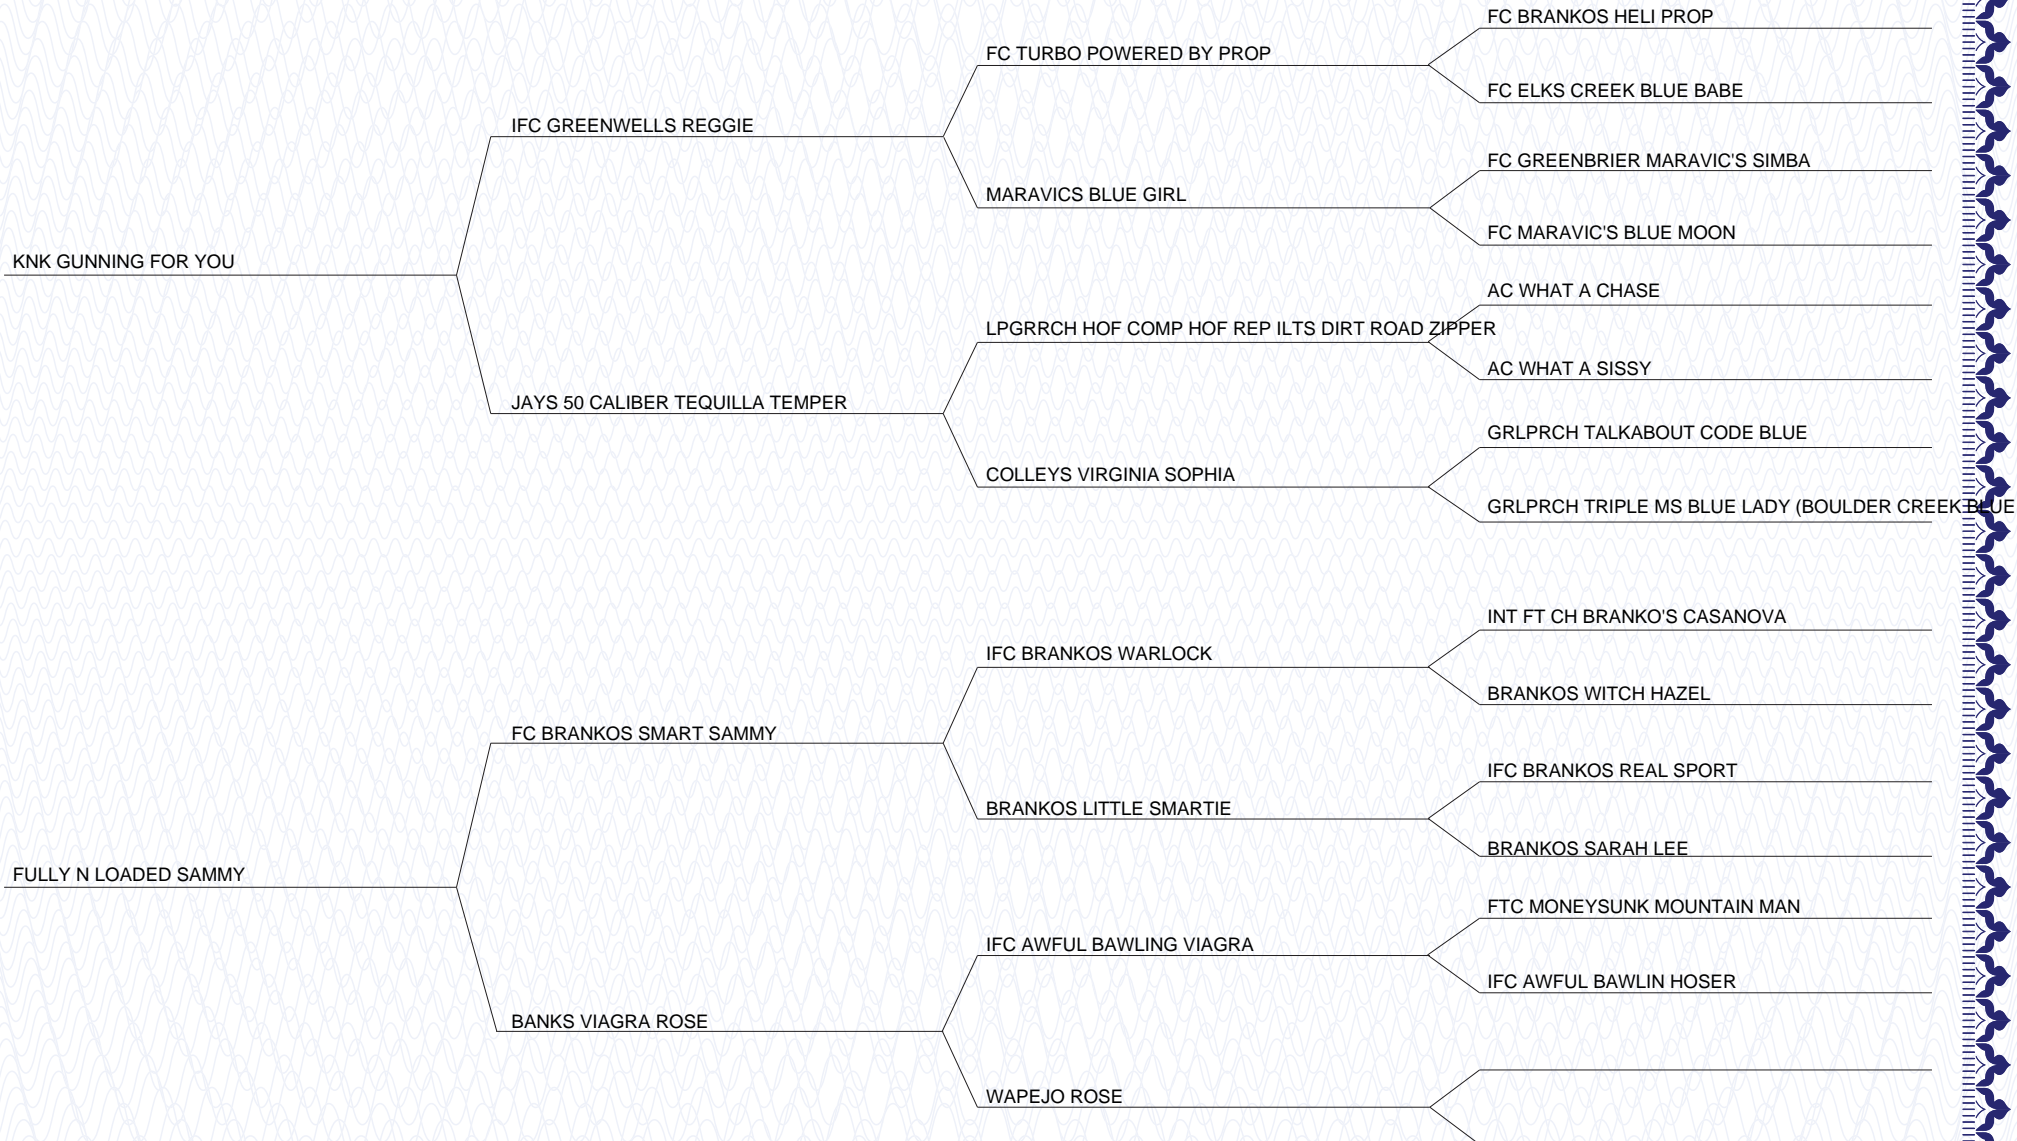 FC BRANKOS HELI PROP
FC TURBO POWERED BY PROP
FC ELKS CREEK BLUE BABE
IFC GREENWELLS REGGIE
FC GREENBRIER MARAVIC'S SIMBA
MARAVICS BLUE GIRL
FC MARAVIC'S BLUE MOON
KNK GUNNING FOR YOU
AC WHAT A CHASE
LPGRRCH HOF COMP HOF REP ILTS DIRT ROAD ZIPPER
AC WHAT A SISSY
JAYS 50 CALIBER TEQUILLA TEMPER
GRLPRCH TALKABOUT CODE BLUE
COLLEYS VIRGINIA SOPHIA
GRLPRCH TRIPLE MS BLUE LADY (BOULDER CREEK BLUE
INT FT CH BRANKO'S CASANOVA
IFC BRANKOS WARLOCK
BRANKOS WITCH HAZEL
FC BRANKOS SMART SAMMY
IFC BRANKOS REAL SPORT
BRANKOS LITTLE SMARTIE
BRANKOS SARAH LEE
FULLY N LOADED SAMMY
FTC MONEYSUNK MOUNTAIN MAN
IFC AWFUL BAWLING VIAGRA
IFC AWFUL BAWLIN HOSER
BANKS VIAGRA ROSE
WAPEJO ROSE